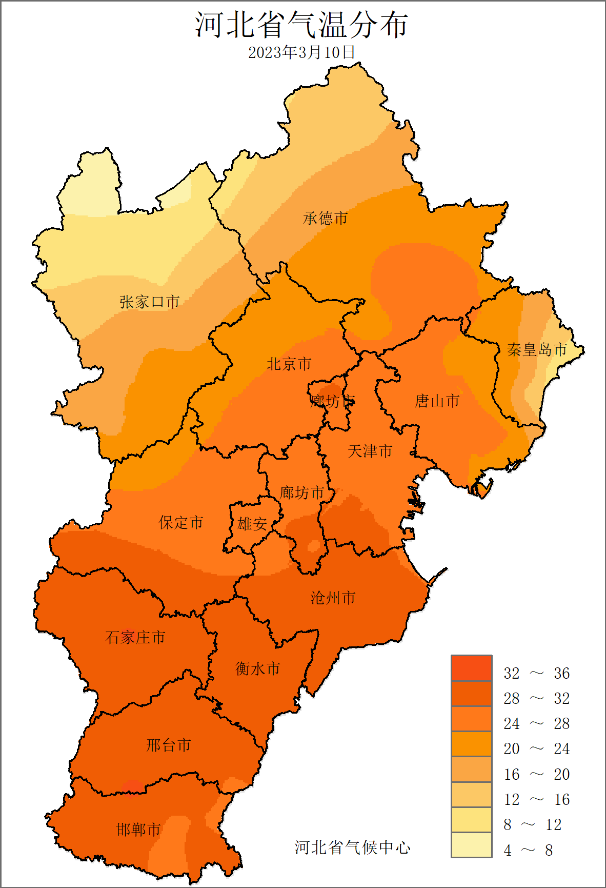 河北省气温分布
2023年3月10日
承德市
张家口市
秦皇岛市
北京市
廊坊市
唐山市
天津市
廊坊市
保定市
雄安
沧州市
石家庄市
衡水市
邢台市
邯郸市
32 ～ 36
28 ～ 32
24 ～ 28
20 ～ 24
16 ～ 20
12 ～ 16
8 ～ 12
4 ～ 8
河北省气候中心